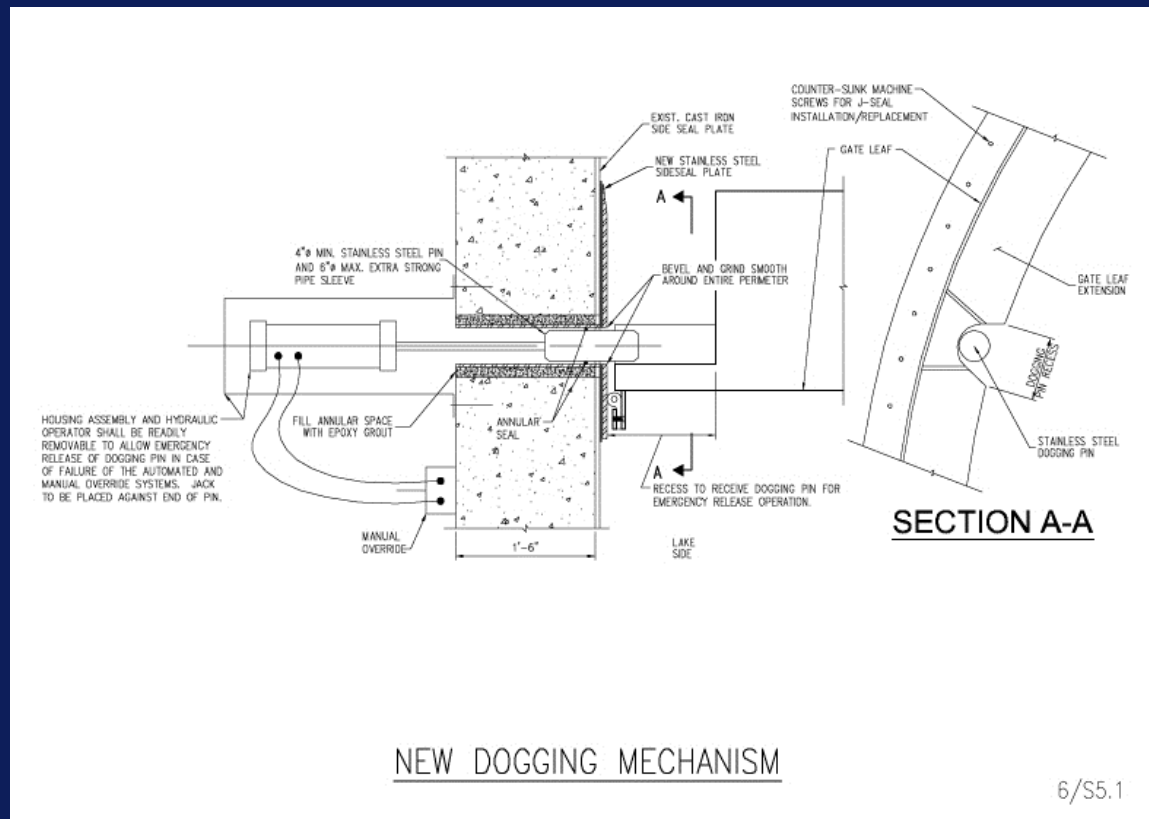 COUNTER-SUNK MACHINE
SCREWS FOR J-SEAL
INSTALLATION/REPLACEMENT
EXIST. CAST IRON
SIDE SEAL PLATE
GATE LEAF
NEW STAINLESS STEEL
SIDESEAL PLATE
A
4"ø MIN. STAINLESS STEEL PIN
AND 6"ø MAX. EXTRA STRONG
PIPE SLEEVE
BEVEL AND GRIND SMOOTH
AROUND ENTIRE PERIMETER
GATE LEAF
EXTENSION
DOGGING
PIN RECESS
HOUSING ASSEMBLY AND HYDRAULIC
OPERATOR SHALL BE READILY
REMOVABLE TO ALLOW EMERGENCY
RELEASE OF DOGGING PIN IN CASE
OF FAILURE OF THE AUTOMATED AND
MANUAL OVERRIDE SYSTEMS. JACK
TO BE PLACED AGAINST END OF PIN.
FILL ANNULAR SPACE
WITH EPOXY GROUT
ANNULAR
SEAL
STAINLESS STEEL
DOGGING PIN
A
RECESS TO RECEIVE DOGGING PIN FOR
EMERGENCY RELEASE OPERATION.
SECTION A-A
MANUAL
OVERRIDE
1'-6"
LAKE
SIDE
NEW DOGGING MECHANISM
6/S5.1